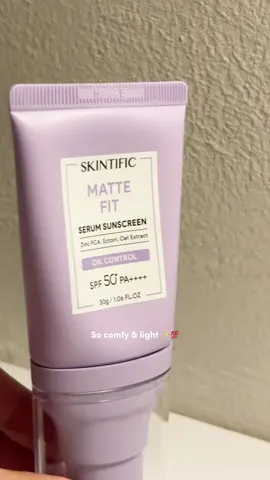 SKINTIFIC
MATTE
FIT
SERUM SUNSCREEN
Zinc PCA, Ectoin, Oat Extract
OIL CONTROL
SPF 50+ PA++++
30g / 1.06 FL.OZ
So comfy & light ✨💯